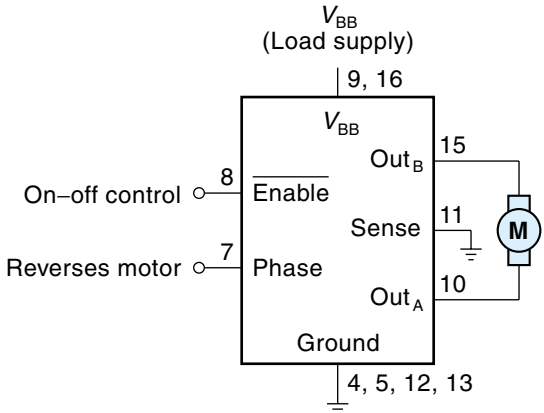 V_BB
(Load supply)
9, 16
V_BB
15
Out_B
8
On–off control
Enable
11
Sense
M
7
Reverses motor
Phase
10
Out_A
Ground
4, 5, 12, 13